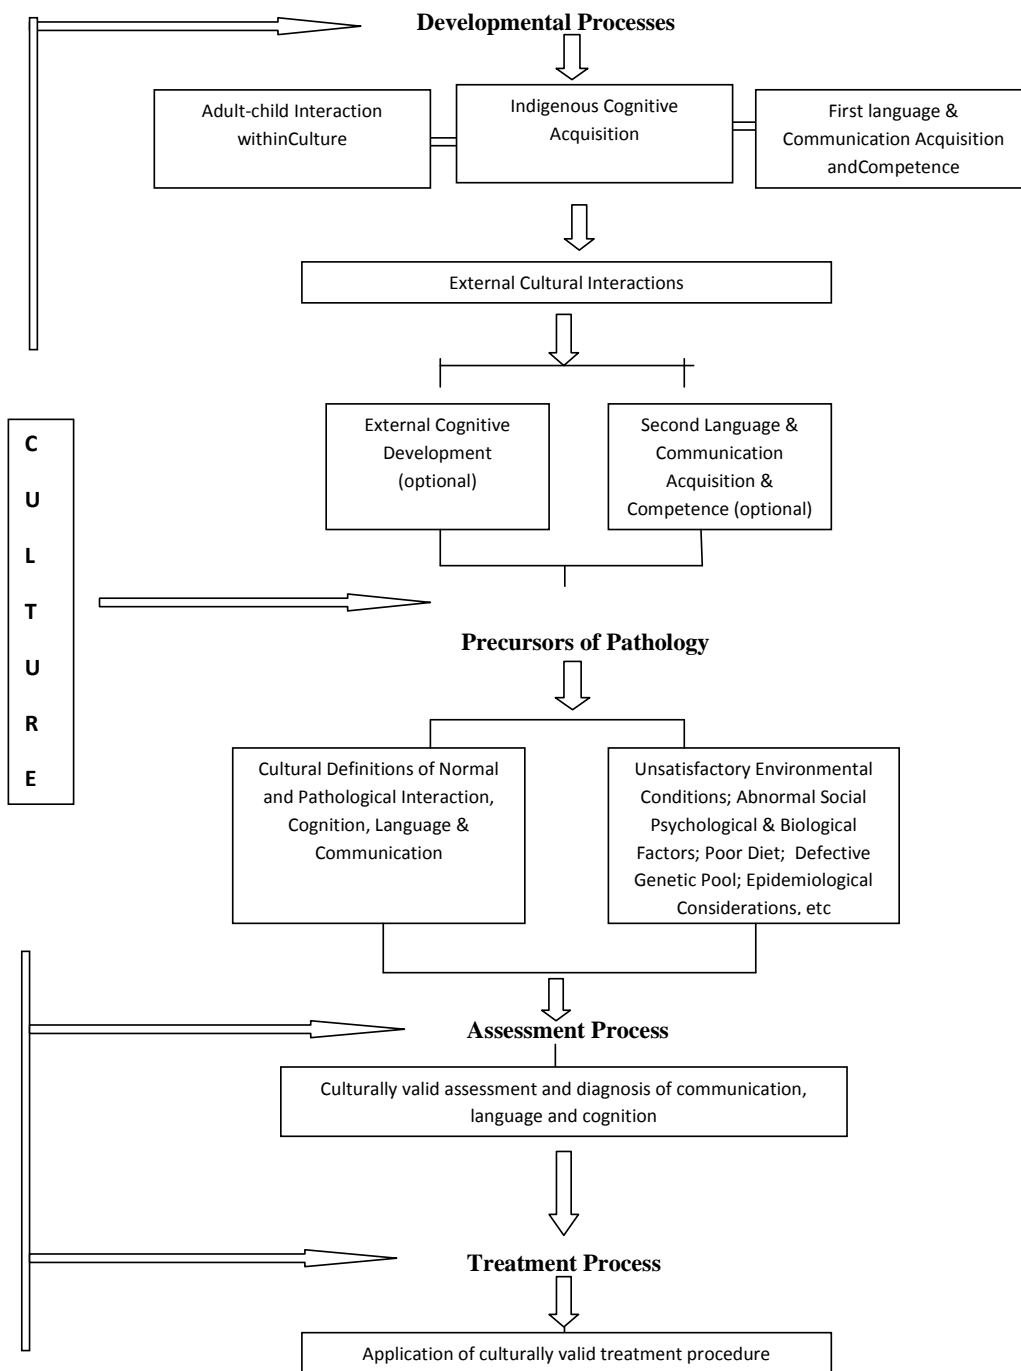 Developmental Processes
Adult-child Interaction
withinCulture
Indigenous Cognitive
Acquisition
First language &
Communication Acquisition
andCompetence
External Cultural Interactions
External Cognitive
Development
(optional)
Second Language &
Communication
Acquisition &
Competence (optional)
C
U
L
T
U
R
E
Precursors of Pathology
Cultural Definitions of Normal
and Pathological Interaction,
Cognition, Language &
Communication
Unsatisfactory Environmental
Conditions; Abnormal Social
Psychological & Biological
Factors; Poor Diet; Defective
Genetic Pool; Epidemiological
Considerations, etc
Assessment Process
Culturally valid assessment and diagnosis of communication,
language and cognition
Treatment Process
Application of culturally valid treatment procedure